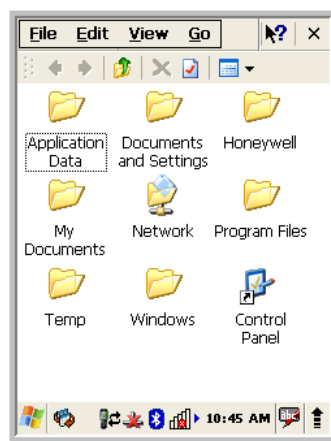 File Edit View Go ? ×
Application Data
Documents and Settings
Honeywell
My Documents
Network
Program Files
Temp
Windows
Control Panel
10:45 AM abc